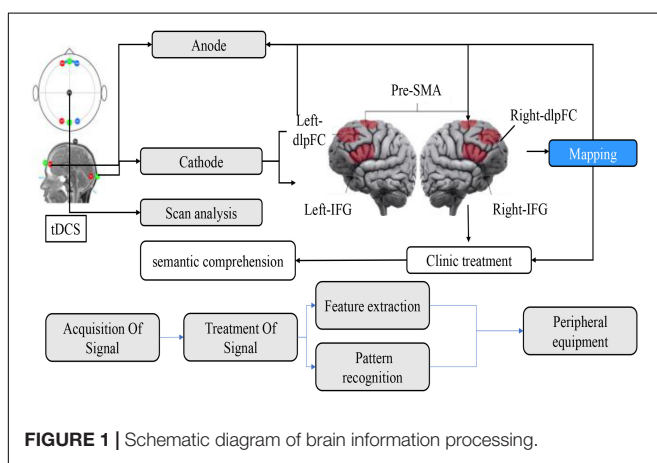 Anode
Pre-SMA
Left-
dlpFC
Right-dlpFC
Cathode
Mapping
Scan analysis
Left-IFG
Right-IFG
tDCS
semantic comprehension
Clinic treatment
Acquisition Of
Signal
Treatment Of
Signal
Feature extraction
Pattern
recognition
Peripheral
equipment
FIGURE 1 | Schematic diagram of brain information processing.